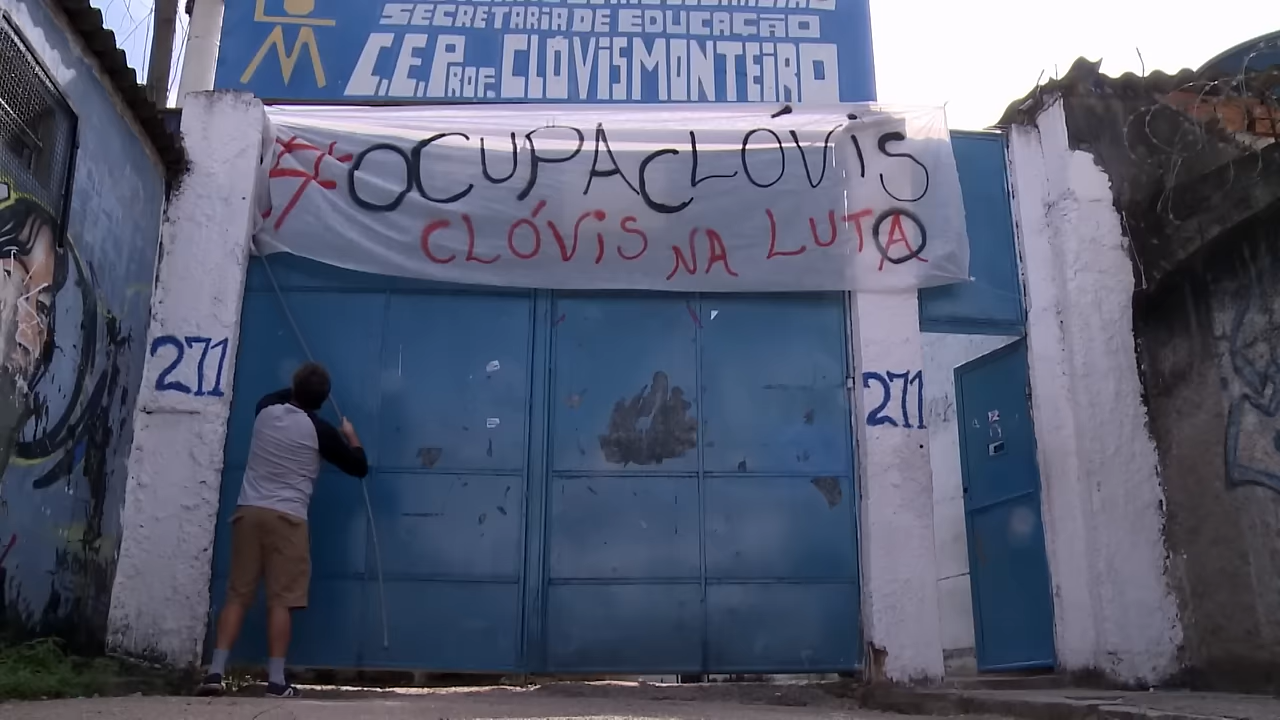 SECRETARIA DE EDUCAÇÃO
C.E. PROF. CLÓVIS MONTEIRO
#OCUPACLÓVIS
CLÓVIS NA LUTA
271
271